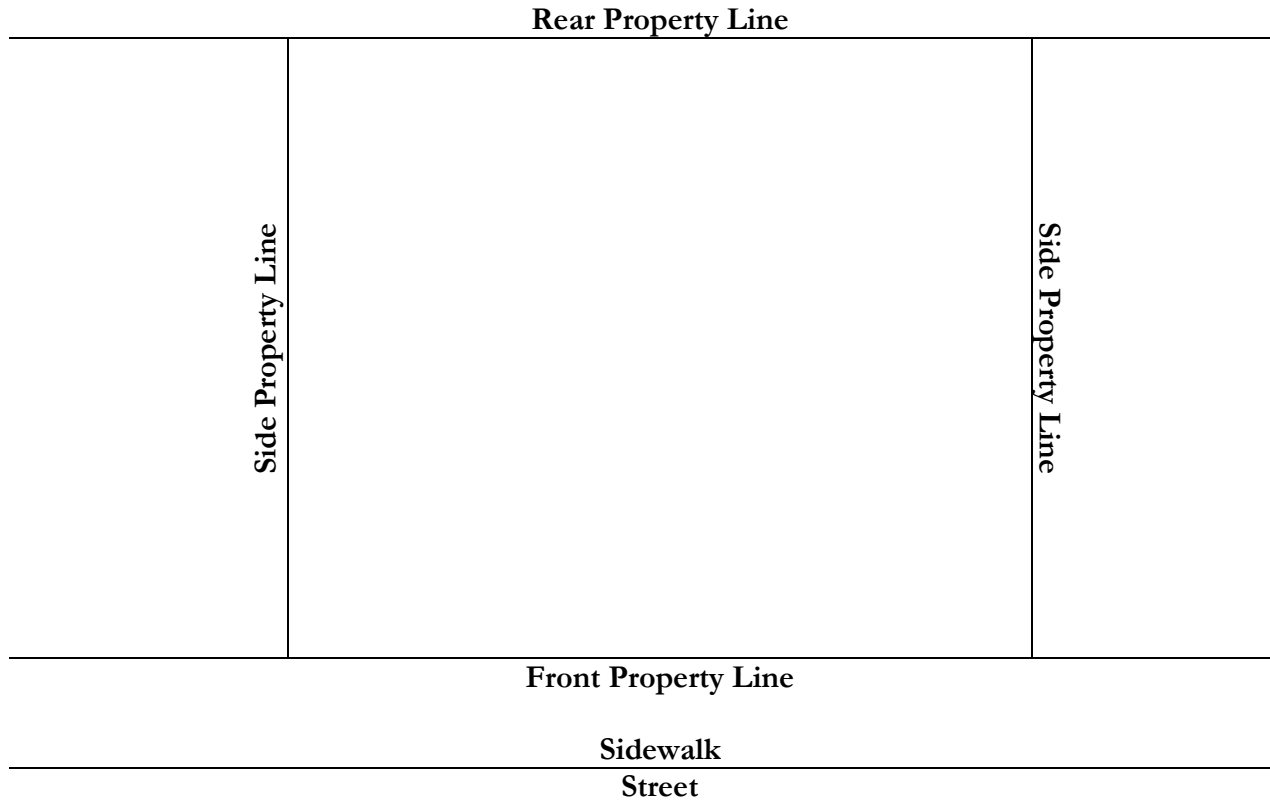 Rear Property Line
Side Property Line
Side Property Line
Front Property Line
Sidewalk
Street